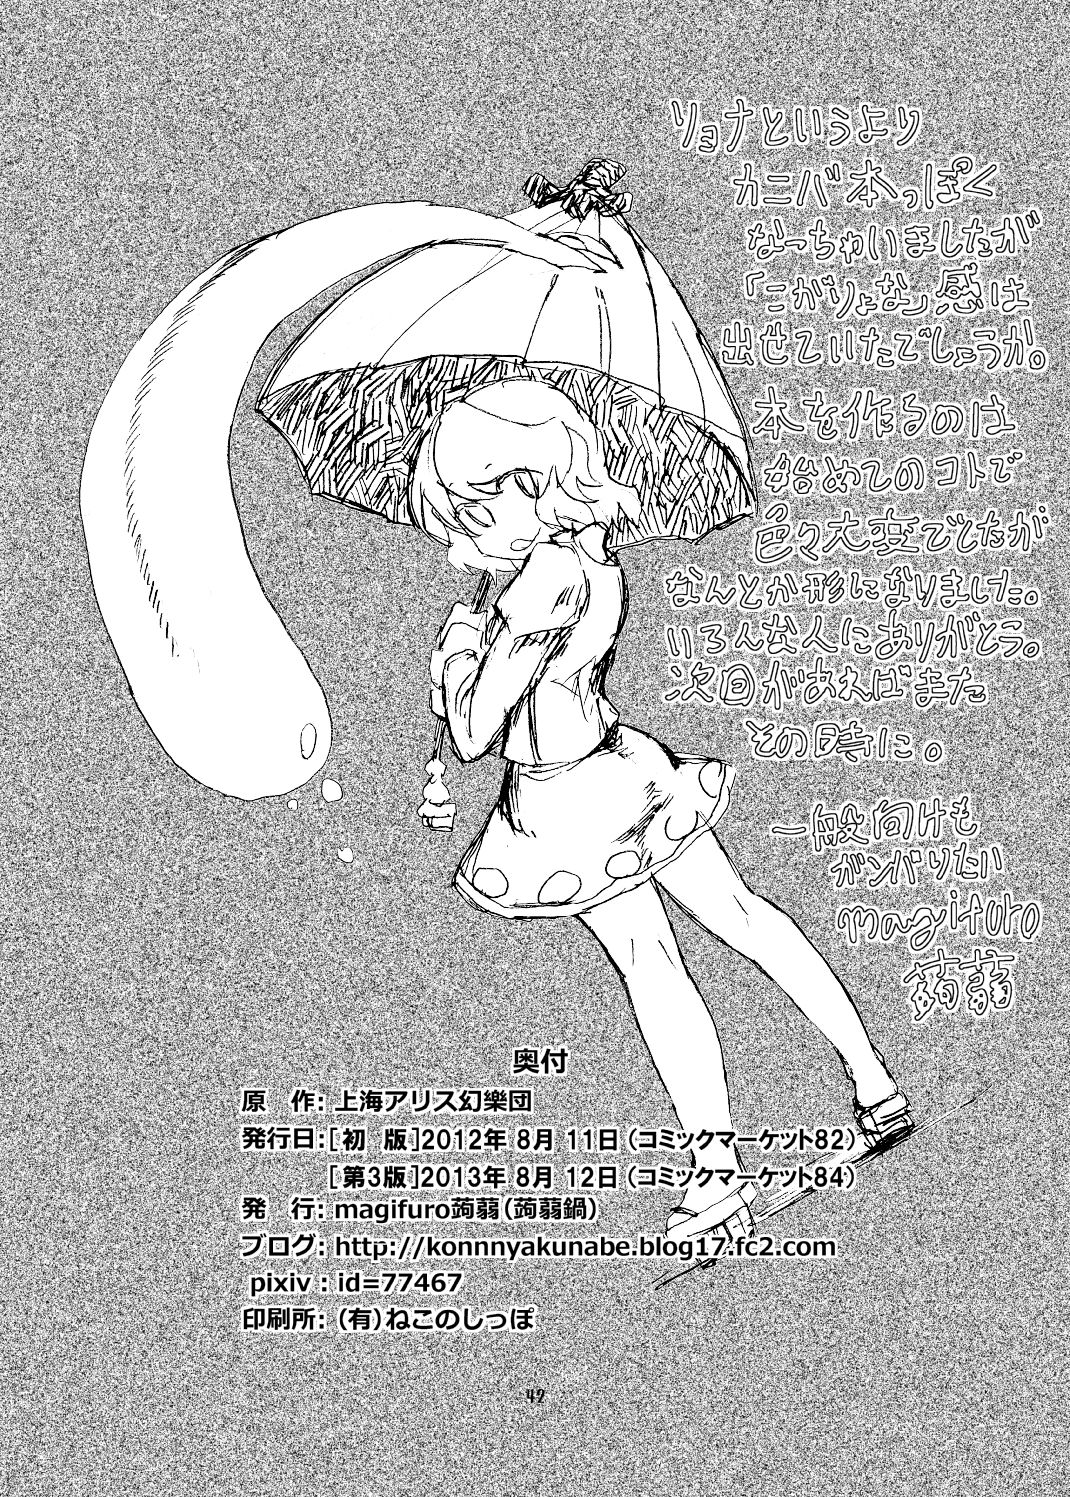 リョナというより
カニバ本っぽく
なっちゃいましたが
「こがりょな」感は
出せていたでしょうか。
本を作るのは
始めてのコトで
色々大変でしたが
なんとか形になりました。
いろんな人にありがとう。
次回があればまた
その時に。
一般向けも
ガンバりたい
magifuro
蒟蒻
奥付
原　作: 上海アリス幻樂団
発行日:[初　版]2012年 8月 11日（コミックマーケット82）
[第3版]2013年 8月 12日（コミックマーケット84）
発　行: magifuro蒟蒻（蒟蒻鍋）
ブログ: http://konnnyakunabe.blog17.fc2.com
pixiv : id=77467
印刷所: （有）ねこのしっぽ
42